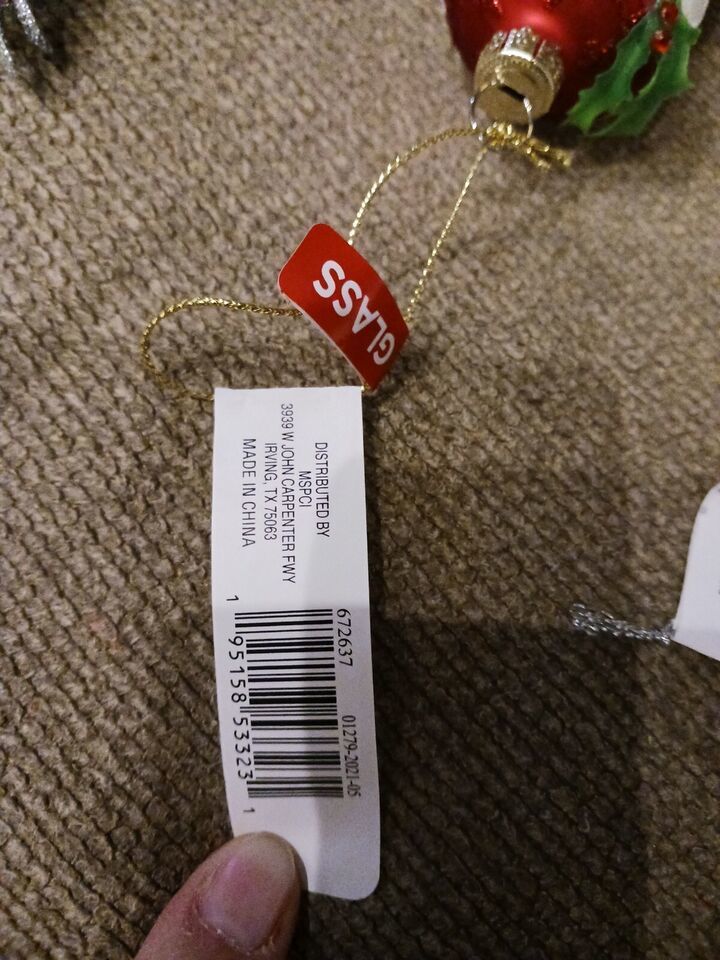 GLASS
DISTRIBUTED BY
MSPCI
3939 W JOHN CARPENTER FWY
IRVING, TX 75063
MADE IN CHINA
672637 01279-2021-05
1 95158 53323 1